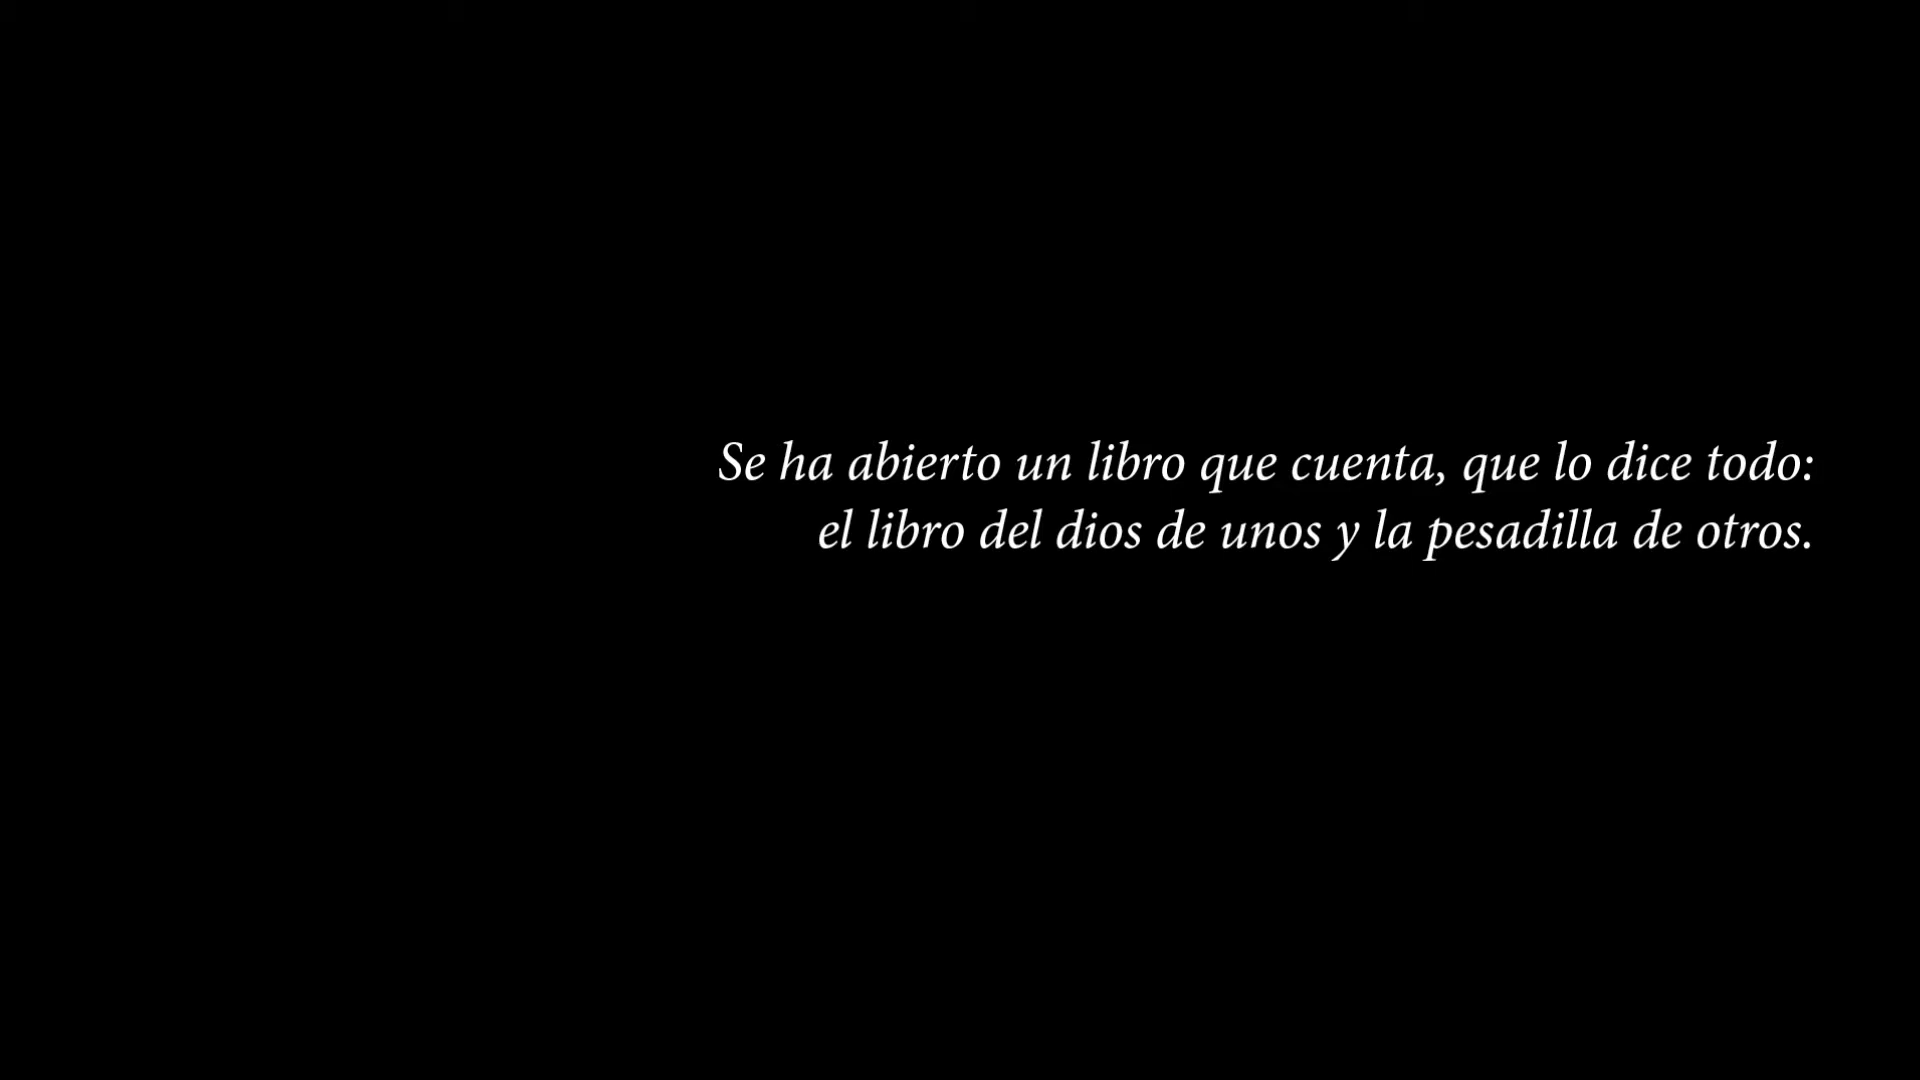 Se ha abierto un libro que cuenta, que lo dice todo:
el libro del dios de unos y la pesadilla de otros.